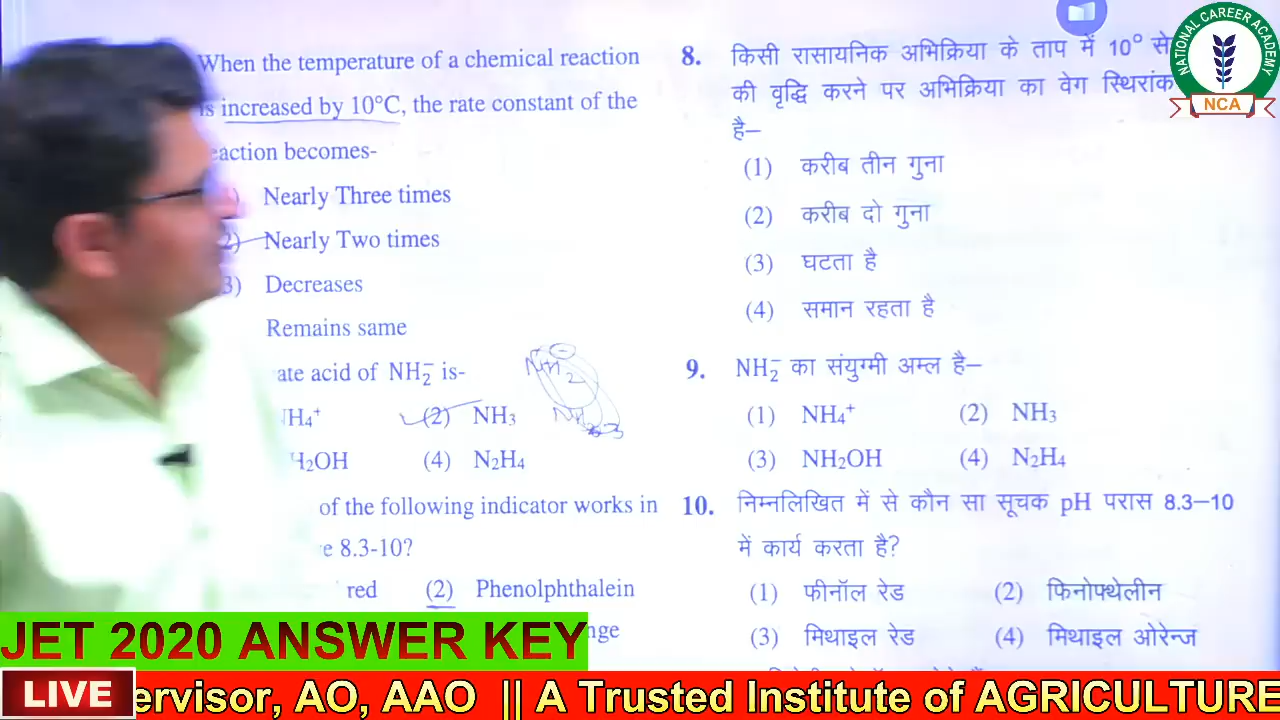 When the temperature of a chemical reaction
is increased by 10°C, the rate constant of the
reaction becomes-
Nearly Three times
(2) Nearly Two times
3) Decreases
Remains same
ate acid of NH₂⁻ is-
NH₄⁺ (2) NH₃
H₂OH (4) N₂H₄
of the following indicator works in
e 8.3-10?
red (2) Phenolphthalein
nge
8. किसी रासायनिक अभिक्रिया के ताप में 10° से
की वृद्धि करने पर अभिक्रिया का वेग स्थिरांक
है–
(1) करीब तीन गुना
(2) करीब दो गुना
(3) घटता है
(4) समान रहता है
9. NH₂⁻ का संयुग्मी अम्ल है–
(1) NH₄⁺ (2) NH₃
(3) NH₂OH (4) N₂H₄
10. निम्नलिखित में से कौन सा सूचक pH परास 8.3–10
में कार्य करता है?
(1) फीनॉल रेड (2) फिनोफ्थेलीन
(3) मिथाइल रेड (4) मिथाइल ओरेन्ज
NATIONAL CAREER ACADEMY
NCA
JET 2020 ANSWER KEY
LIVE ervisor, AO, AAO || A Trusted Institute of AGRICULTURE